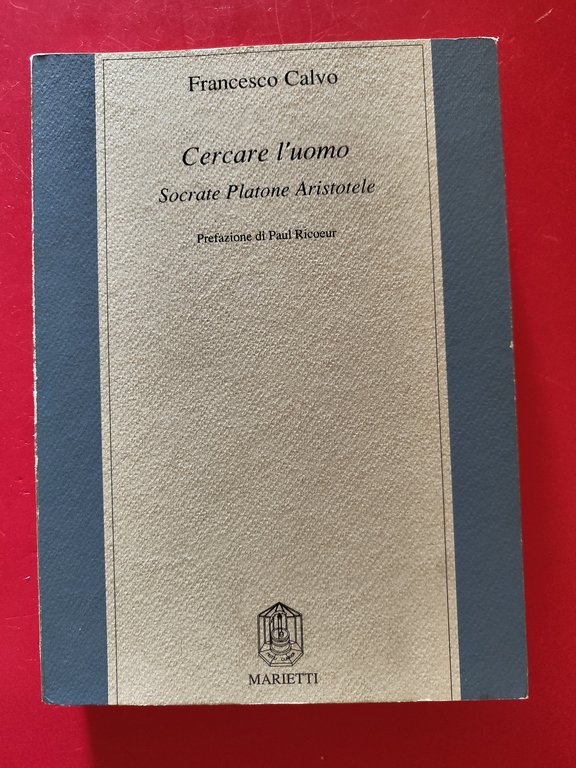 Francesco Calvo
Cercare l'uomo
Socrate Platone Aristotele
Prefazione di Paul Ricoeur
MARIETTI